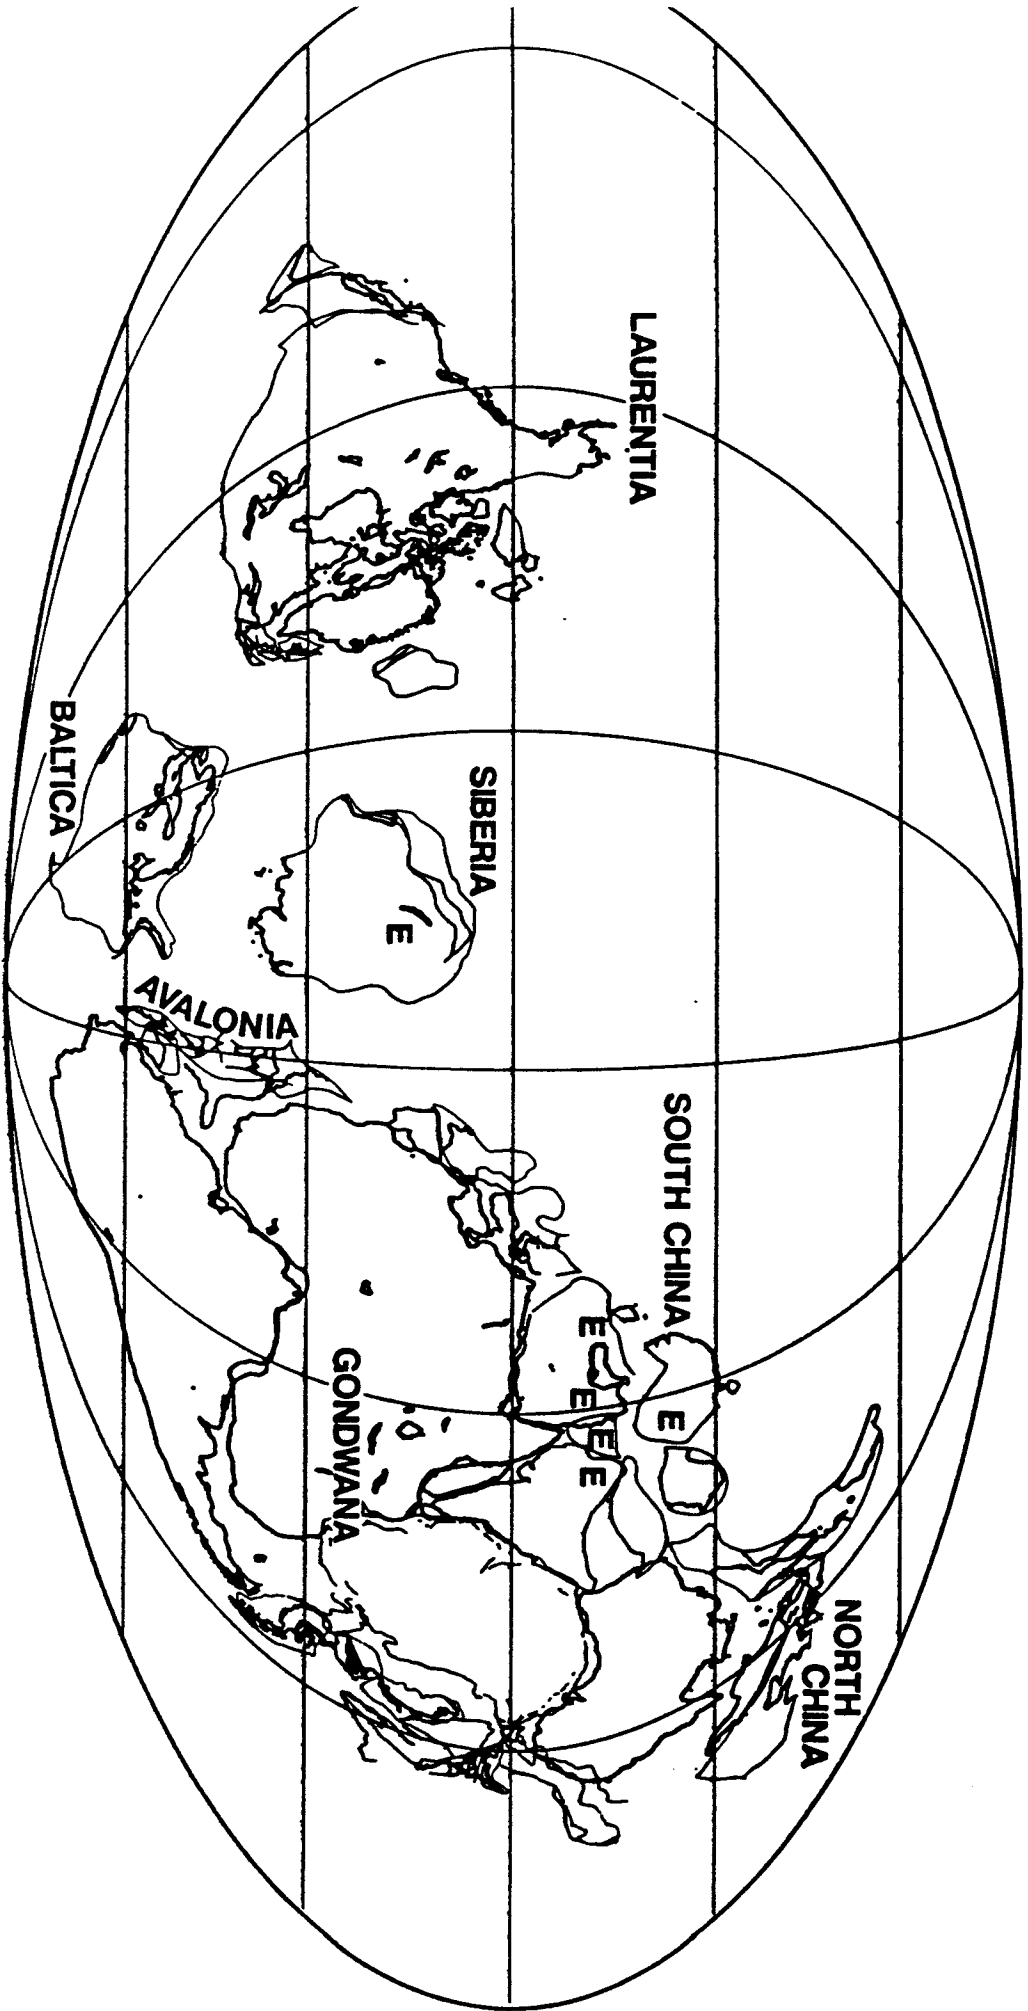 LAURENTIA
SIBERIA
BALTICA
AVALONIA
SOUTH CHINA
GONDWANA
NORTH
CHINA
E
E
E
E
E
E